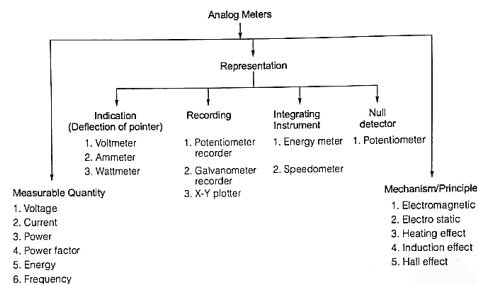 Analog Meters
Representation
Indication
(Deflection of pointer)
1. Voltmeter
2. Ammeter
3. Wattmeter
Recording
1. Potentiometer
recorder
2. Galvanometer
recorder
3. X-Y plotter
Integrating
Instrument
1. Energy meter
2. Speedometer
Null
detector
1. Potentiometer
Measurable Quantity
1. Voltage
2. Current
3. Power
4. Power factor
5. Energy
6. Frequency
Mechanism/Principle
1. Electromagnetic
2. Electro static
3. Heating effect
4. Induction effect
5. Hall effect